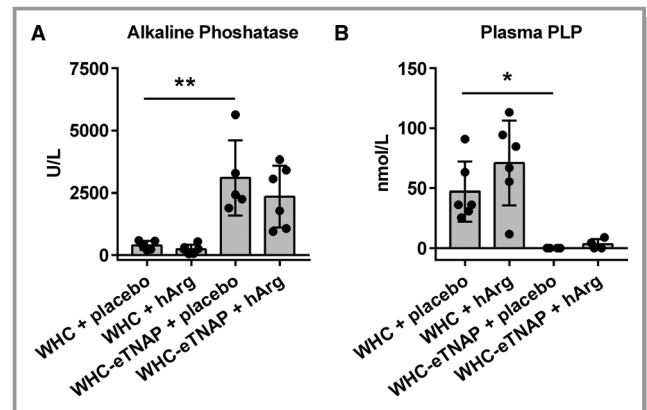 A
Alkaline Phoshatase
7500
5000
2500
0
U/L
**
WHC + placebo
WHC + hArg
WHC-eTNAP + placebo
WHC-eTNAP + hArg
B
Plasma PLP
150
100
50
0
nmol/L
*
WHC + placebo
WHC + hArg
WHC-eTNAP + placebo
WHC-eTNAP + hArg